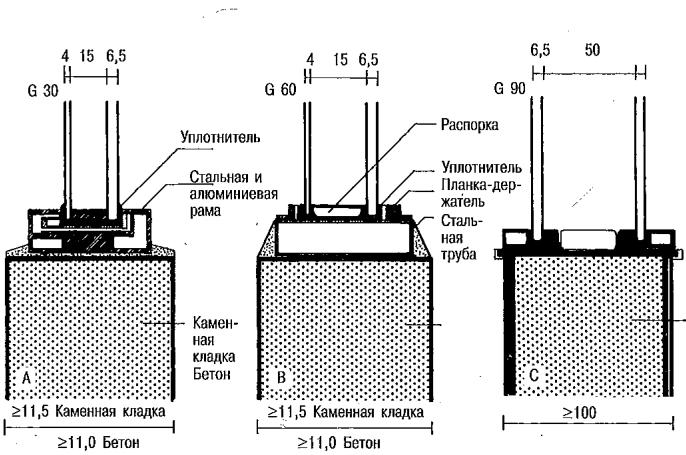 4 15 6,5
G 30
Уплотнитель
Стальная и
алюминиевая
рама
Камен-
ная
кладка
Бетон
A
≥11,5 Каменная кладка
≥11,0 Бетон
4 15 6,5
G 60
Распорка
Уплотнитель
Планка-дер-
жатель
Сталь-
ная
труба
B
≥11,5 Каменная кладка
≥11,0 Бетон
6,5 50
G 90
C
≥100